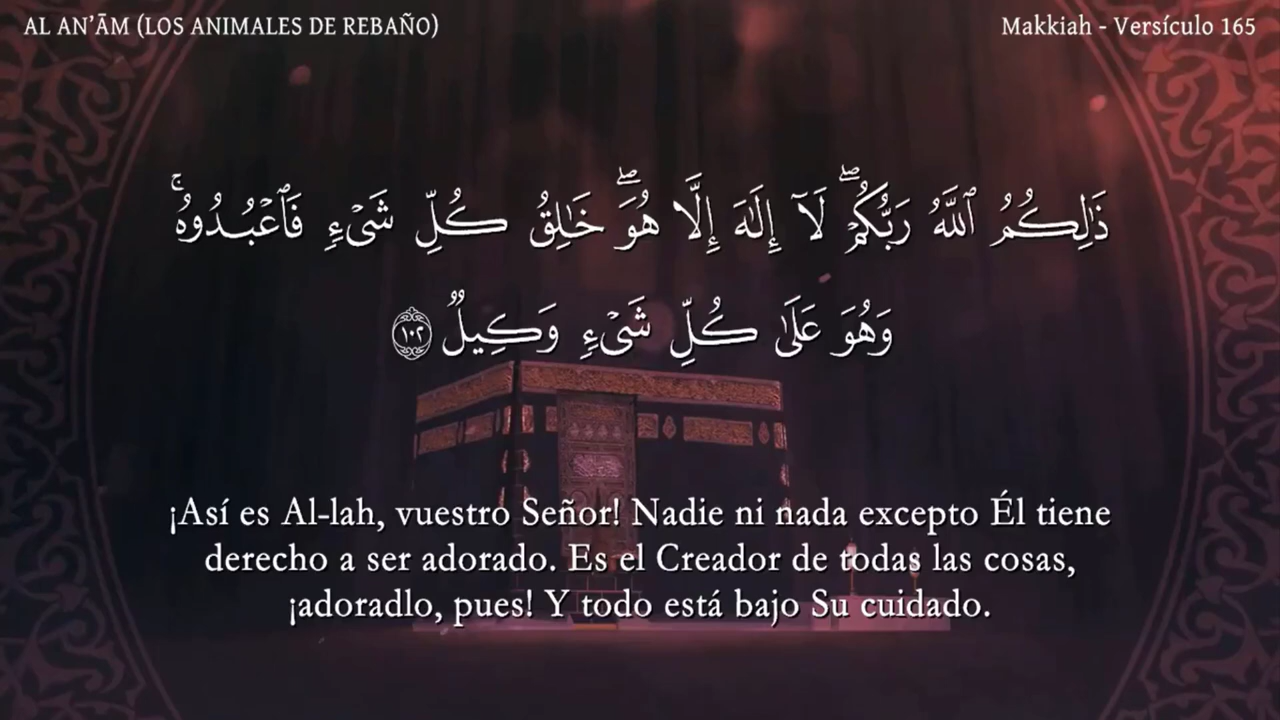 AL AN’ĀM (LOS ANIMALES DE REBAÑO)
Makkiah - Versículo 165
ذَٰلِكُمُ ٱللَّهُ رَبُّكُمْ ۖ لَآ إِلَٰهَ إِلَّا هُوَ ۖ خَٰلِقُ كُلِّ شَىْءٍ فَٱعْبُدُوهُ ۚ
وَهُوَ عَلَىٰ كُلِّ شَىْءٍ وَكِيلٌ ١٠٢
¡Así es Al-lah, vuestro Señor! Nadie ni nada excepto Él tiene
derecho a ser adorado. Es el Creador de todas las cosas,
¡adoradlo, pues! Y todo está bajo Su cuidado.